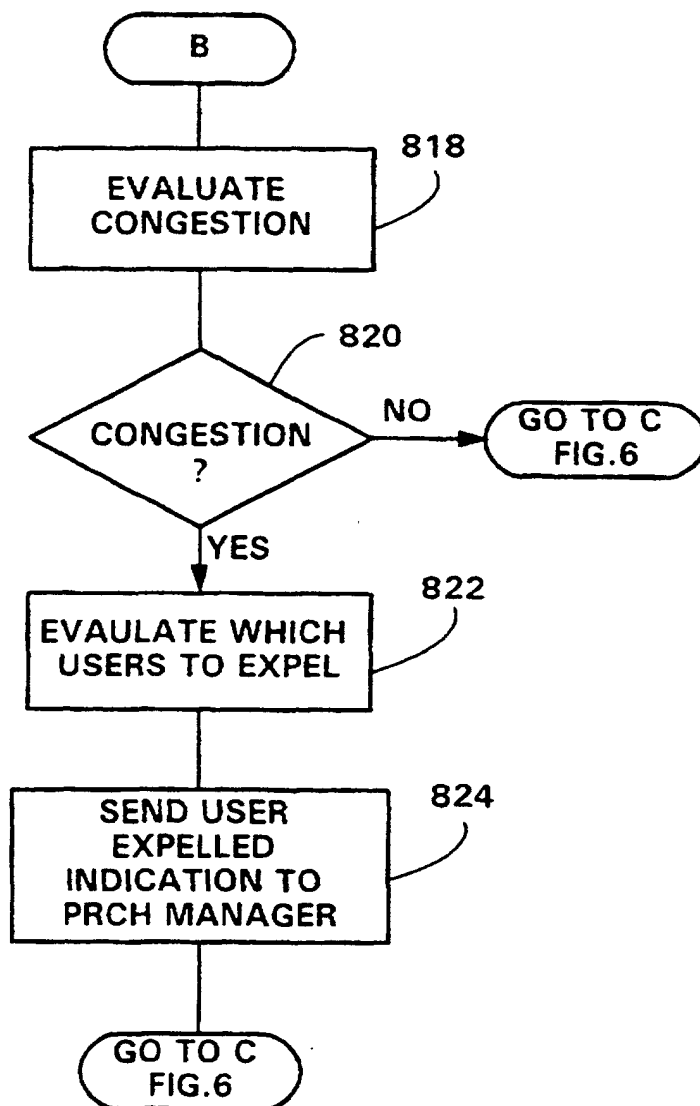 B
818
EVALUATE
CONGESTION
820
CONGESTION
?
NO
GO TO C
FIG.6
YES
822
EVAULATE WHICH
USERS TO EXPEL
824
SEND USER
EXPELLED
INDICATION TO
PRCH MANAGER
GO TO C
FIG.6